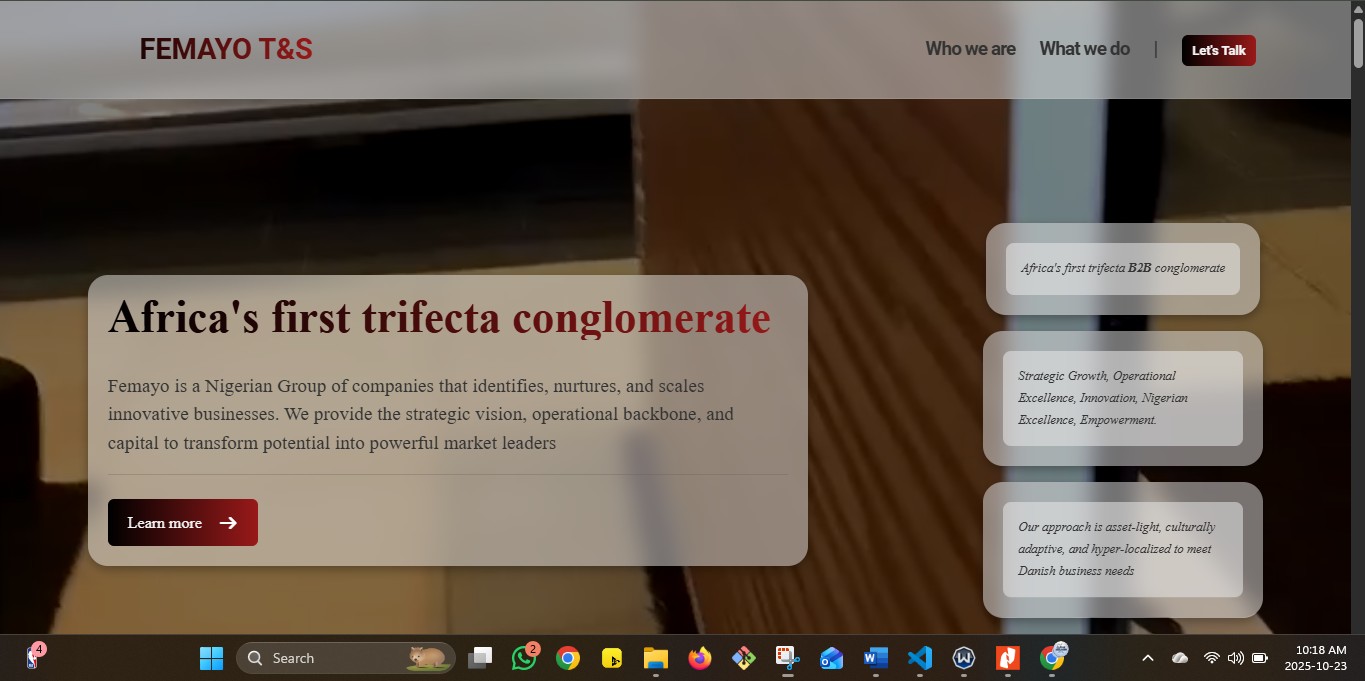 FEMAYO T&S
Who we are
What we do
|
Let's Talk
Africa's first trifecta conglomerate
Femayo is a Nigerian Group of companies that identifies, nurtures, and scales
innovative businesses. We provide the strategic vision, operational backbone, and
capital to transform potential into powerful market leaders
Learn more →
Africa's first trifecta B2B conglomerate
Strategic Growth, Operational
Excellence, Innovation, Nigerian
Excellence, Empowerment.
Our approach is asset-light, culturally
adaptive, and hyper-localized to meet
Danish business needs
4
Search
2
10:18 AM
2025-10-23